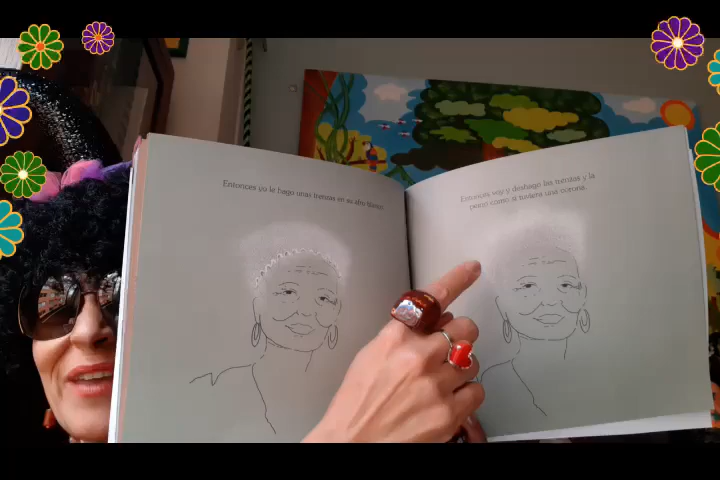 Entonces yo le hago unas trenzas en su afro blanco.
Entonces voy y deshago las trenzas y la
peino como si tuviera una corona.